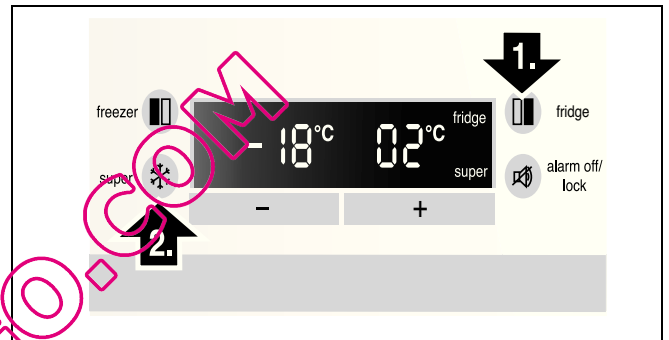 1.
freezer
fridge
-18°C 02°C
fridge
super
super
alarm off/
lock
- +
2.
O.COM